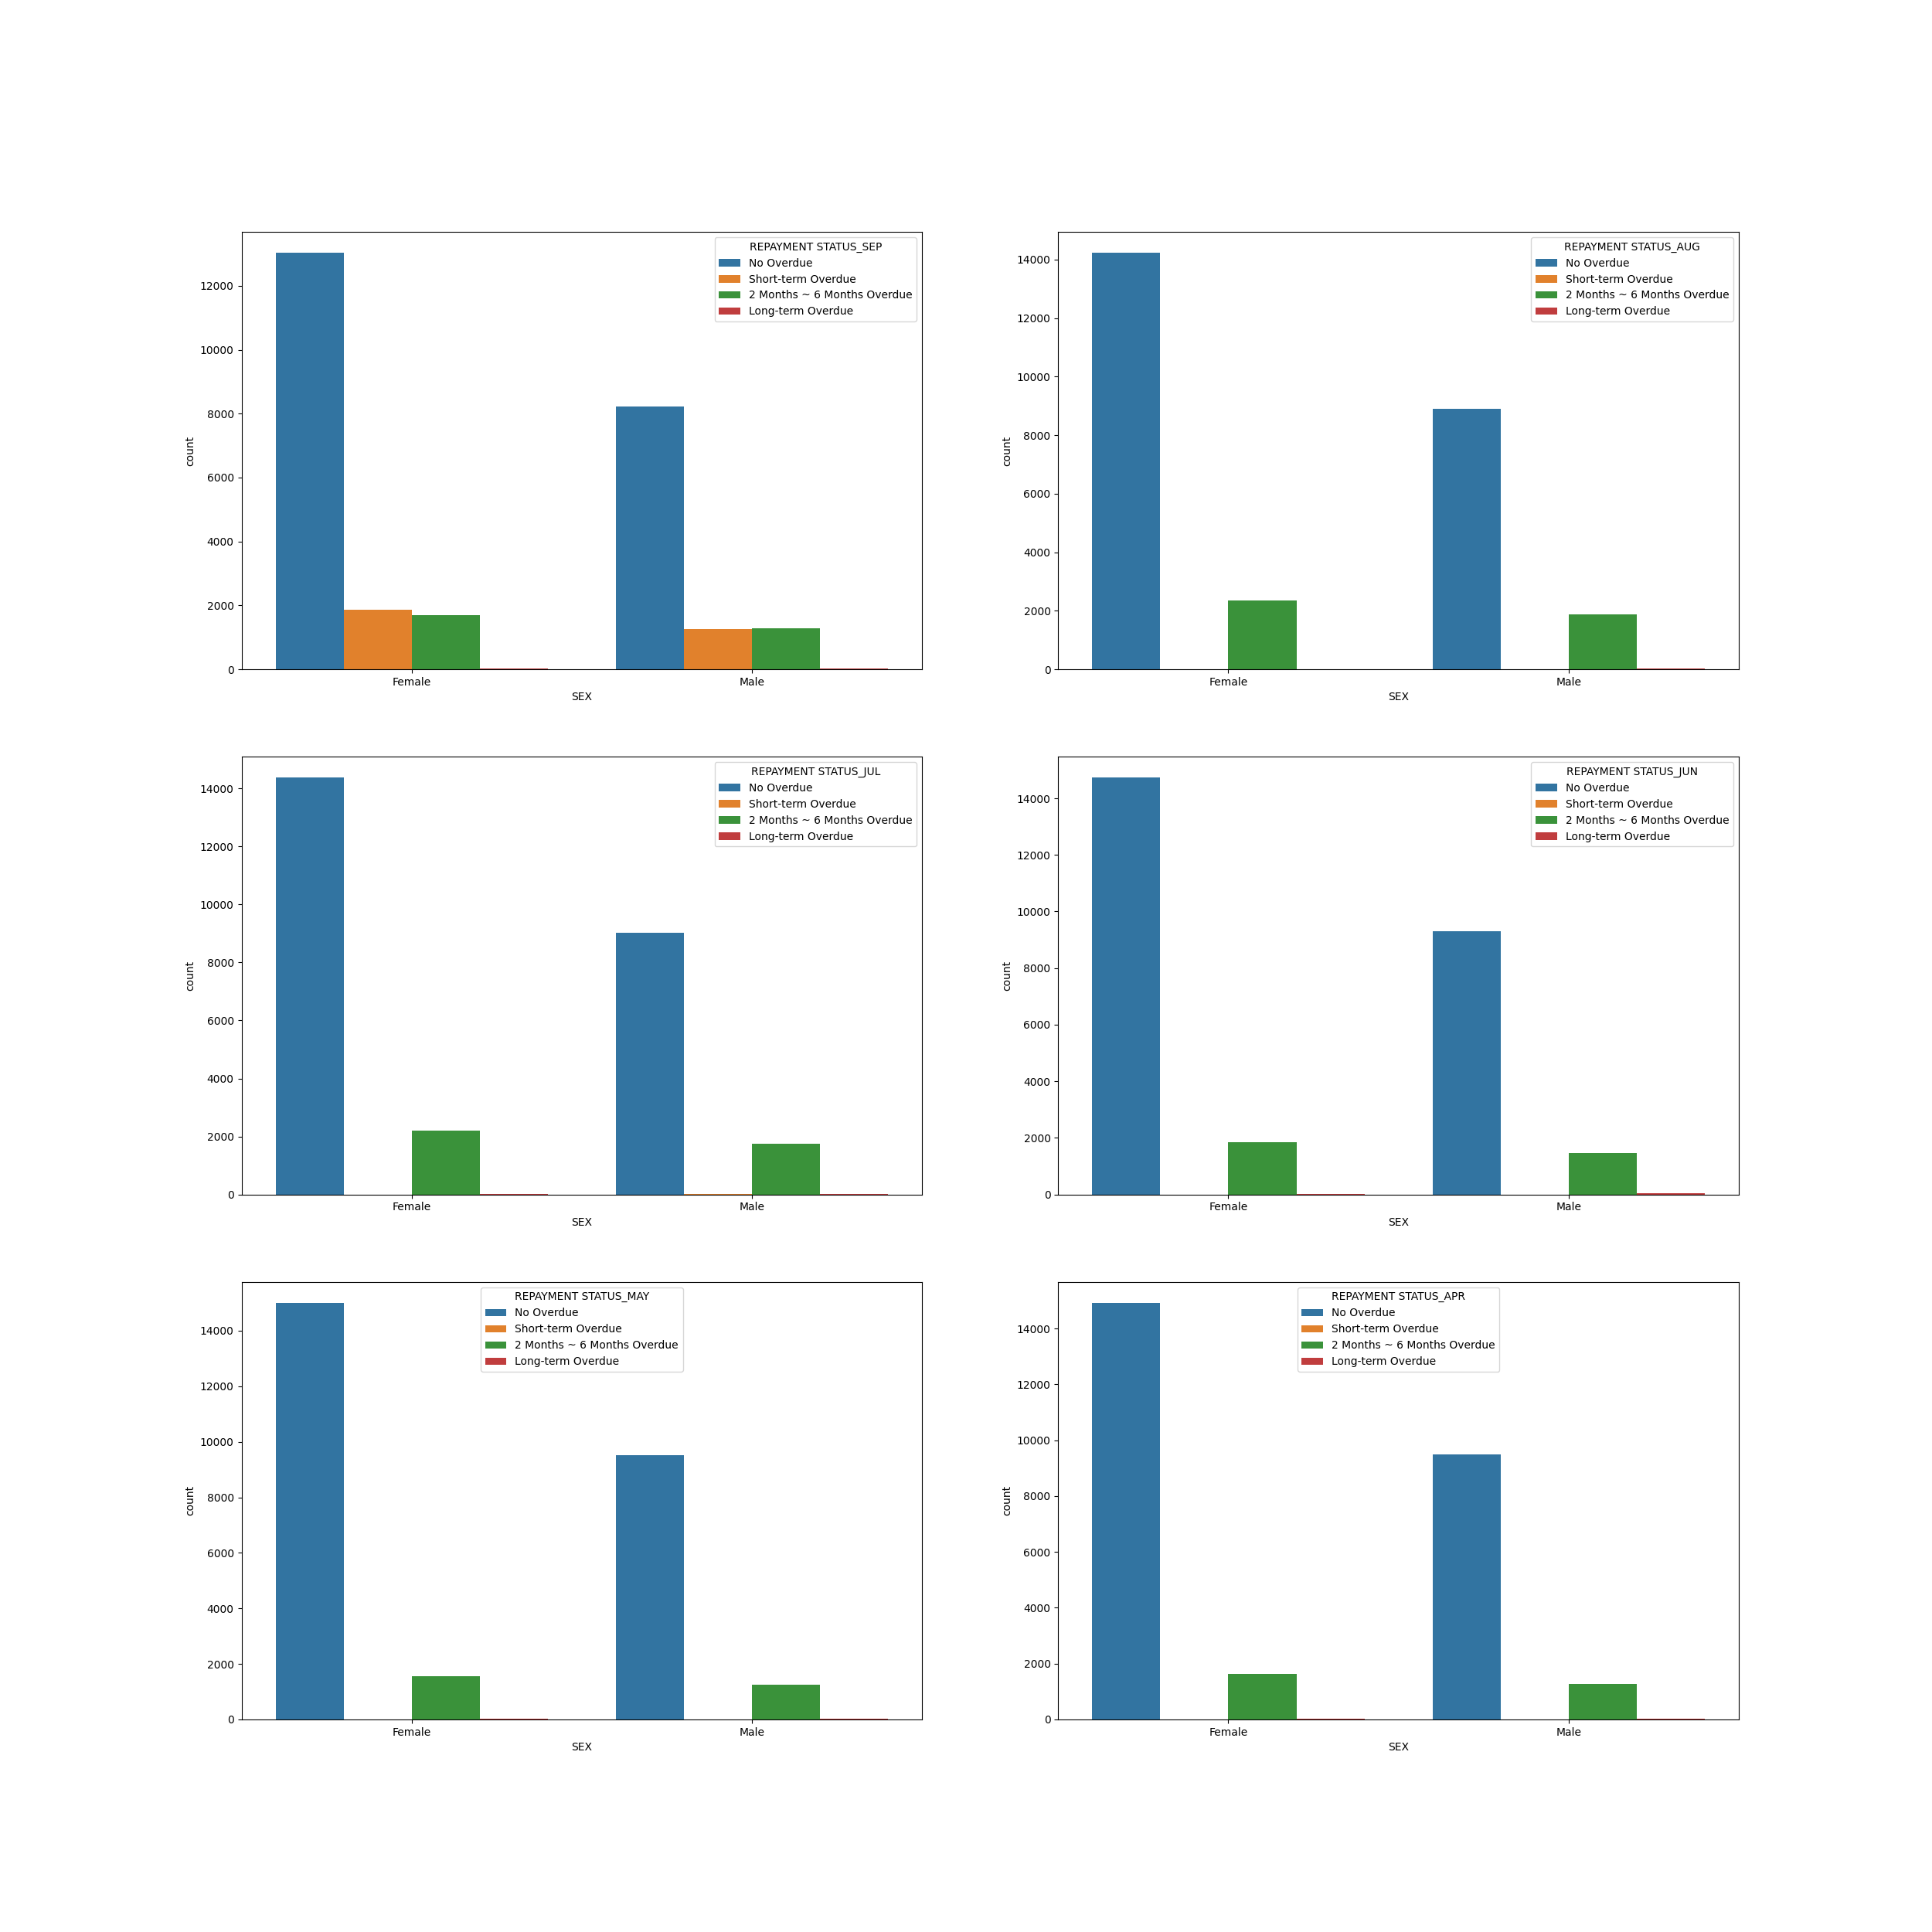 REPAYMENT STATUS_SEP
No Overdue
Short-term Overdue
2 Months ~ 6 Months Overdue
Long-term Overdue
12000
10000
8000
6000
4000
2000
0
count
Female
Male
SEX
REPAYMENT STATUS_AUG
No Overdue
Short-term Overdue
2 Months ~ 6 Months Overdue
Long-term Overdue
14000
12000
10000
8000
6000
4000
2000
0
count
Female
Male
SEX
REPAYMENT STATUS_JUL
No Overdue
Short-term Overdue
2 Months ~ 6 Months Overdue
Long-term Overdue
14000
12000
10000
8000
6000
4000
2000
0
count
Female
Male
SEX
REPAYMENT STATUS_JUN
No Overdue
Short-term Overdue
2 Months ~ 6 Months Overdue
Long-term Overdue
14000
12000
10000
8000
6000
4000
2000
0
count
Female
Male
SEX
REPAYMENT STATUS_MAY
No Overdue
Short-term Overdue
2 Months ~ 6 Months Overdue
Long-term Overdue
14000
12000
10000
8000
6000
4000
2000
0
count
Female
Male
SEX
REPAYMENT STATUS_APR
No Overdue
Short-term Overdue
2 Months ~ 6 Months Overdue
Long-term Overdue
14000
12000
10000
8000
6000
4000
2000
0
count
Female
Male
SEX